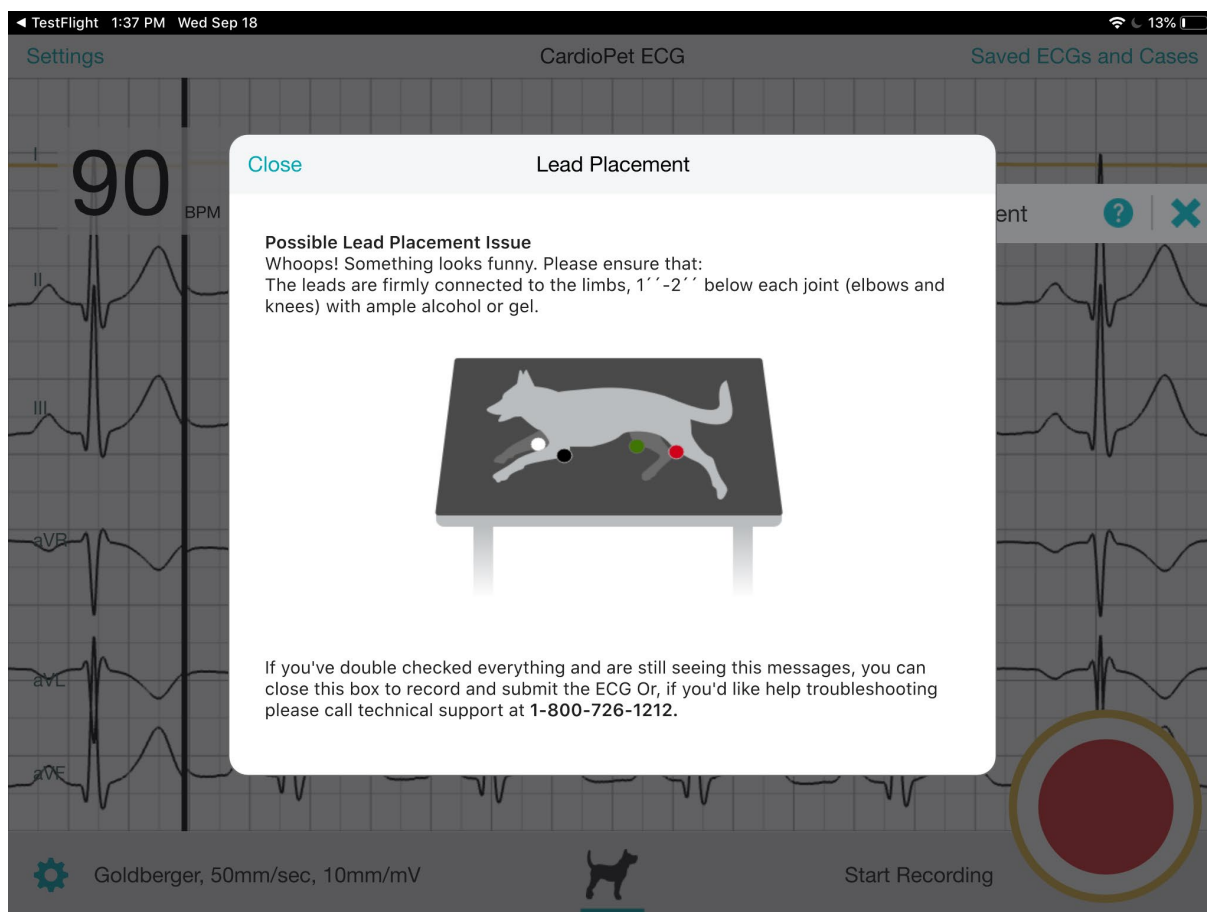 ◀ TestFlight 1:37 PM Wed Sep 18 13%
Settings CardioPet ECG Saved ECGs and Cases
I
90 BPM
Close Lead Placement
ent
Possible Lead Placement Issue
Whoops! Something looks funny. Please ensure that:
The leads are firmly connected to the limbs, 1´´-2´´ below each joint (elbows and
knees) with ample alcohol or gel.
II
III
aVR
If you've double checked everything and are still seeing this messages, you can
close this box to record and submit the ECG Or, if you'd like help troubleshooting
please call technical support at 1-800-726-1212.
aVL
aVF
Goldberger, 50mm/sec, 10mm/mV Start Recording